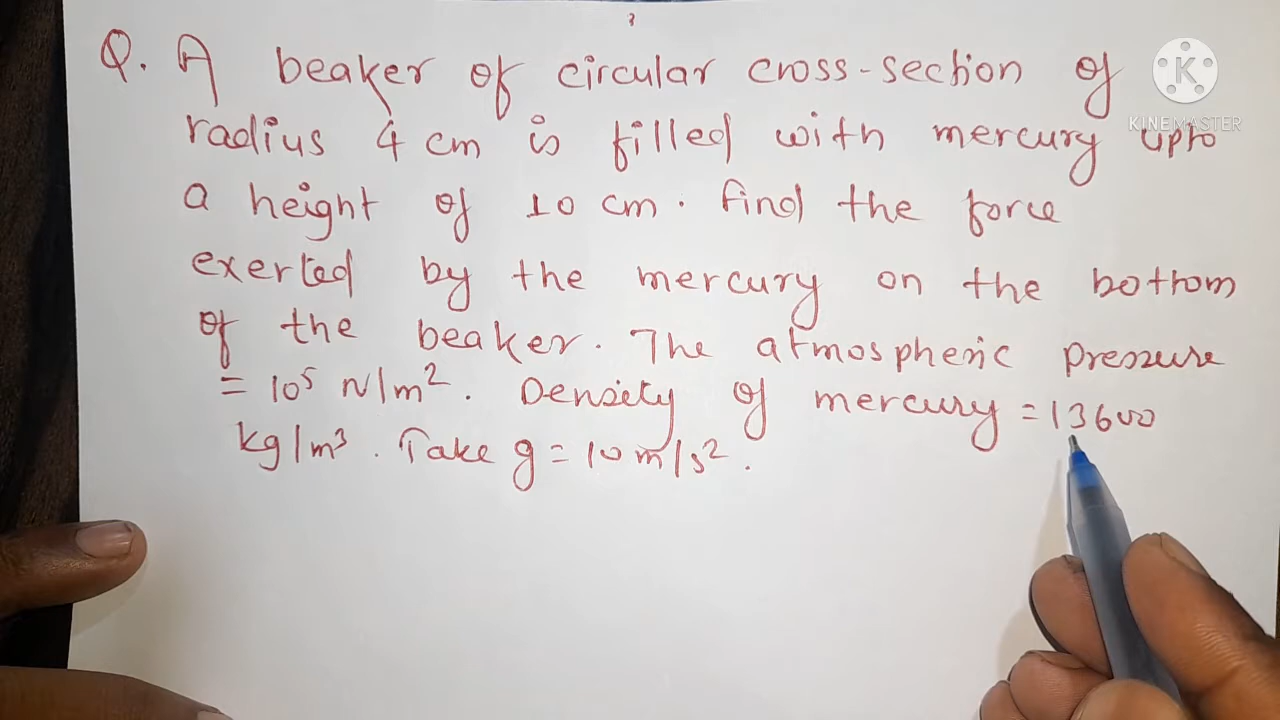 Q. A beaker of circular cross-section of
radius 4 cm is filled with mercury upto
a height of 10 cm. Find the force
exerted by the mercury on the bottom
of the beaker. The atmospheric pressure
= 10⁵ N/m². Density of mercury = 13600
kg/m³. Take g = 10 m/s².
K
KINEMASTER